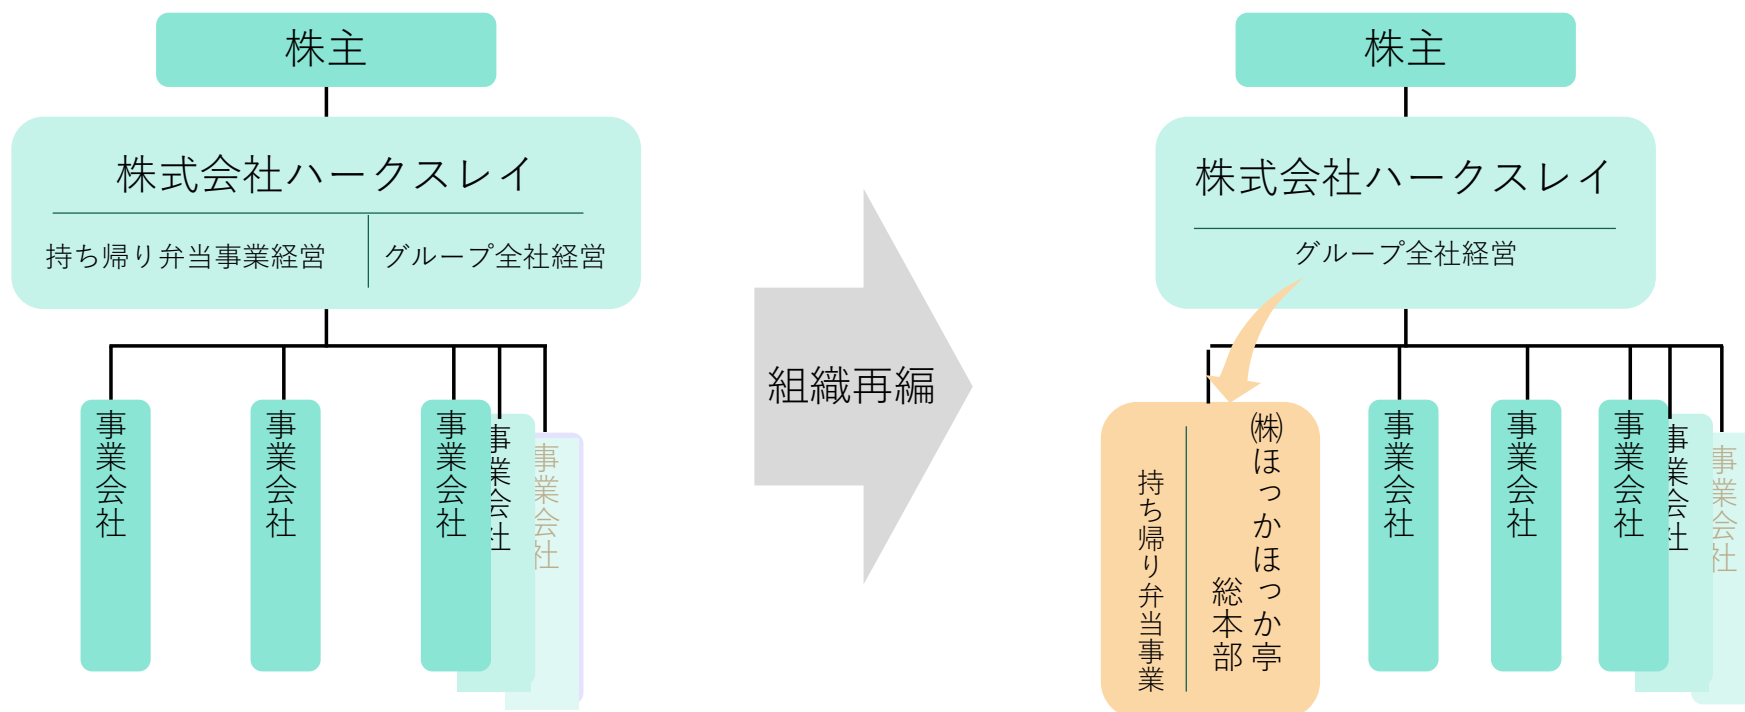 株主
株式会社ハークスレイ
持ち帰り弁当事業経営
グループ全社経営
事業会社
事業会社
事業会社
事業会社
事業会社
組織再編
株主
株式会社ハークスレイ
グループ全社経営
㈱ほっかほっか亭
総本部
持ち帰り弁当事業
事業会社
事業会社
事業会社
事業会社
事業会社